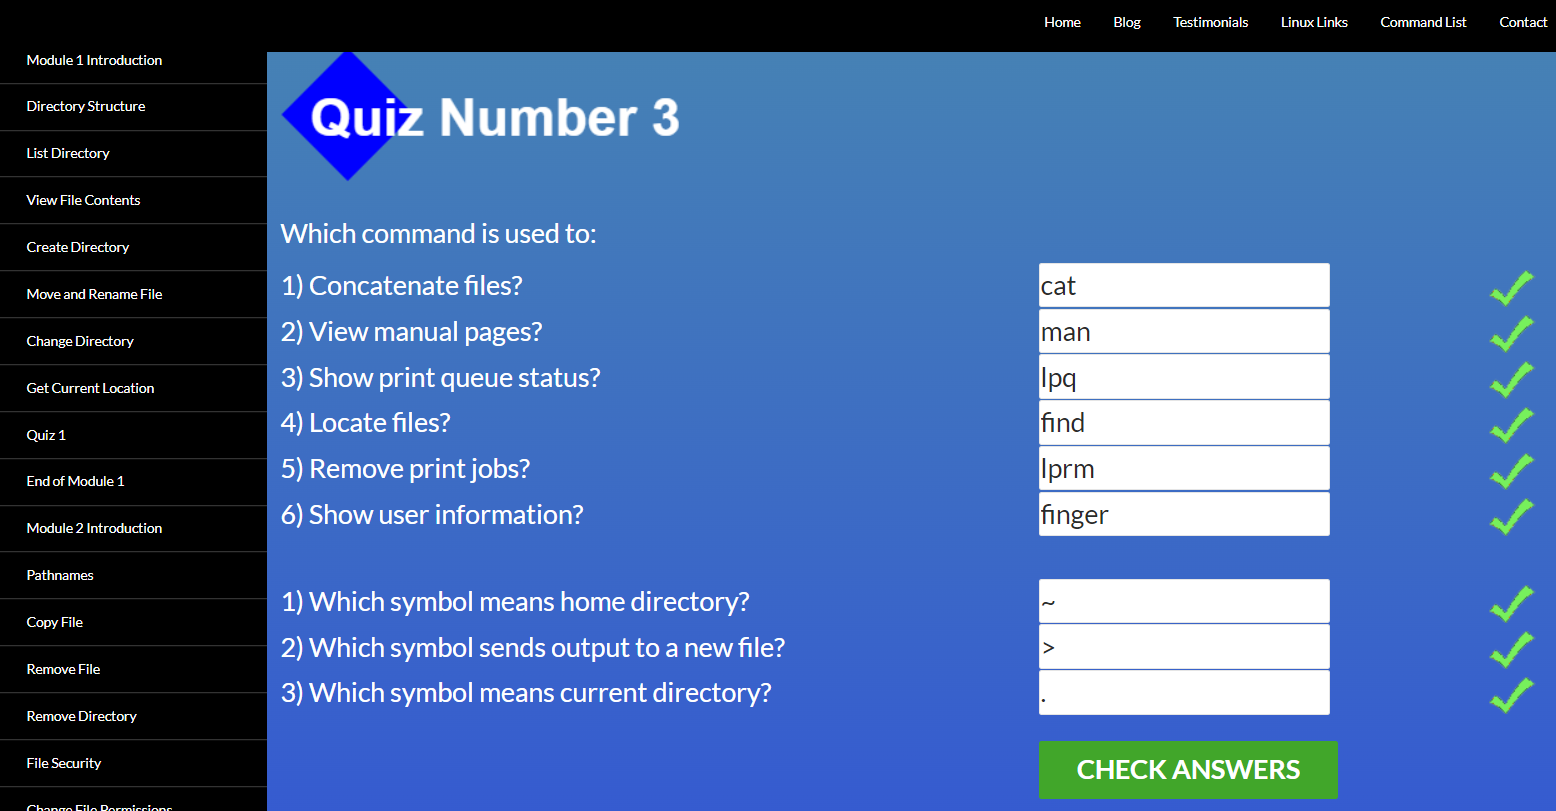 Home Blog Testimonials Linux Links Command List Contact
Module 1 Introduction
Directory Structure
List Directory
View File Contents
Create Directory
Move and Rename File
Change Directory
Get Current Location
Quiz 1
End of Module 1
Module 2 Introduction
Pathnames
Copy File
Remove File
Remove Directory
File Security
Change File Permissions
Quiz Number 3
Which command is used to:
1) Concatenate files? cat
2) View manual pages? man
3) Show print queue status? lpq
4) Locate files? find
5) Remove print jobs? lprm
6) Show user information? finger
1) Which symbol means home directory? ~
2) Which symbol sends output to a new file? >
3) Which symbol means current directory? .
CHECK ANSWERS